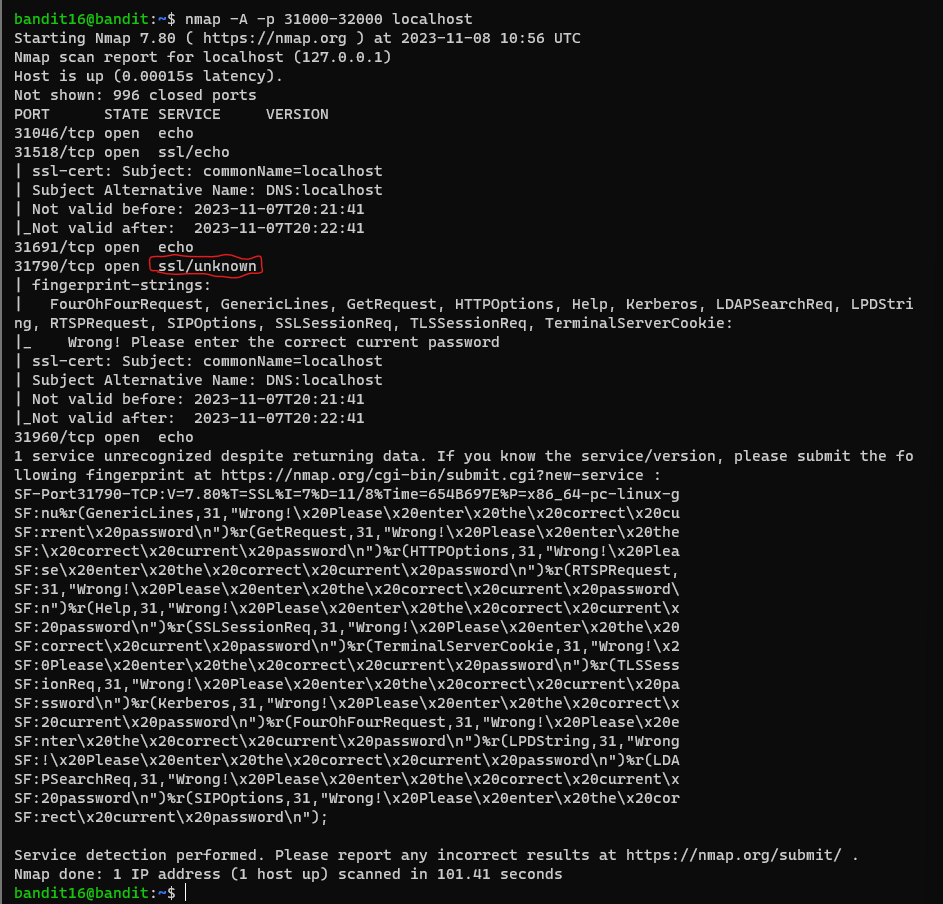 bandit16@bandit:~$ nmap -A -p 31000-32000 localhost
Starting Nmap 7.80 ( https://nmap.org ) at 2023-11-08 10:56 UTC
Nmap scan report for localhost (127.0.0.1)
Host is up (0.00015s latency).
Not shown: 996 closed ports
PORT      STATE SERVICE     VERSION
31046/tcp open  echo
31518/tcp open  ssl/echo
| ssl-cert: Subject: commonName=localhost
| Subject Alternative Name: DNS:localhost
| Not valid before: 2023-11-07T20:21:41
|_Not valid after:  2023-11-07T20:22:41
31691/tcp open  echo
31790/tcp open  ssl/unknown
| fingerprint-strings:
|   FourOhFourRequest, GenericLines, GetRequest, HTTPOptions, Help, Kerberos, LDAPSearchReq, LPDStri
ng, RTSPRequest, SIPOptions, SSLSessionReq, TLSSessionReq, TerminalServerCookie:
|_    Wrong! Please enter the correct current password
| ssl-cert: Subject: commonName=localhost
| Subject Alternative Name: DNS:localhost
| Not valid before: 2023-11-07T20:21:41
|_Not valid after:  2023-11-07T20:22:41
31960/tcp open  echo
1 service unrecognized despite returning data. If you know the service/version, please submit the fo
llowing fingerprint at https://nmap.org/cgi-bin/submit.cgi?new-service :
SF-Port31790-TCP:V=7.80%T=SSL%I=7%D=11/8%Time=654B697E%P=x86_64-pc-linux-g
SF:nu%r(GenericLines,31,"Wrong!\x20Please\x20enter\x20the\x20correct\x20cu
SF:rrent\x20password\n")%r(GetRequest,31,"Wrong!\x20Please\x20enter\x20the
SF:\x20correct\x20current\x20password\n")%r(HTTPOptions,31,"Wrong!\x20Plea
SF:se\x20enter\x20the\x20correct\x20current\x20password\n")%r(RTSPRequest,
SF:31,"Wrong!\x20Please\x20enter\x20the\x20correct\x20current\x20password\
SF:n")%r(Help,31,"Wrong!\x20Please\x20enter\x20the\x20correct\x20current\x
SF:20password\n")%r(SSLSessionReq,31,"Wrong!\x20Please\x20enter\x20the\x20
SF:correct\x20current\x20password\n")%r(TerminalServerCookie,31,"Wrong!\x2
SF:0Please\x20enter\x20the\x20correct\x20current\x20password\n")%r(TLSSess
SF:ionReq,31,"Wrong!\x20Please\x20enter\x20the\x20correct\x20current\x20pa
SF:ssword\n")%r(Kerberos,31,"Wrong!\x20Please\x20enter\x20the\x20correct\x
SF:20current\x20password\n")%r(FourOhFourRequest,31,"Wrong!\x20Please\x20e
SF:nter\x20the\x20correct\x20current\x20password\n")%r(LPDString,31,"Wrong
SF:!\x20Please\x20enter\x20the\x20correct\x20current\x20password\n")%r(LDA
SF:PSearchReq,31,"Wrong!\x20Please\x20enter\x20the\x20correct\x20current\x
SF:20password\n")%r(SIPOptions,31,"Wrong!\x20Please\x20enter\x20the\x20cor
SF:rect\x20current\x20password\n");
Service detection performed. Please report any incorrect results at https://nmap.org/submit/ .
Nmap done: 1 IP address (1 host up) scanned in 101.41 seconds
bandit16@bandit:~$